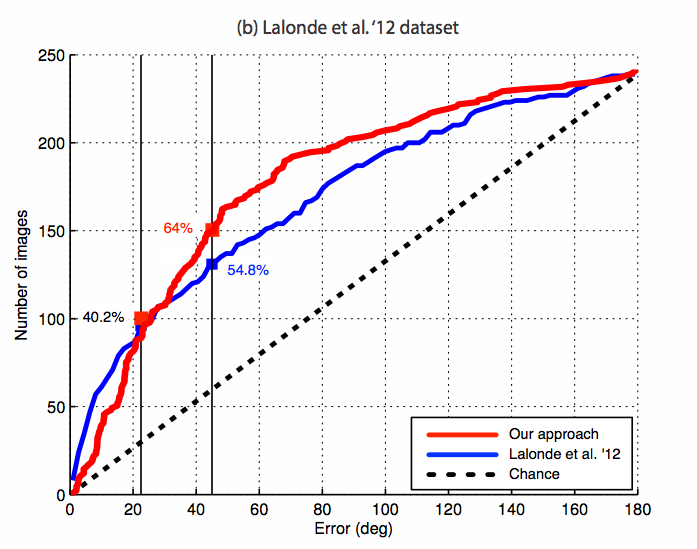 (b) Lalonde et al. ‘12 dataset
250
200
150
100
50
0
Number of images
64%
54.8%
40.2%
Our approach
Lalonde et al. '12
Chance
0 20 40 60 80 100 120 140 160 180
Error (deg)